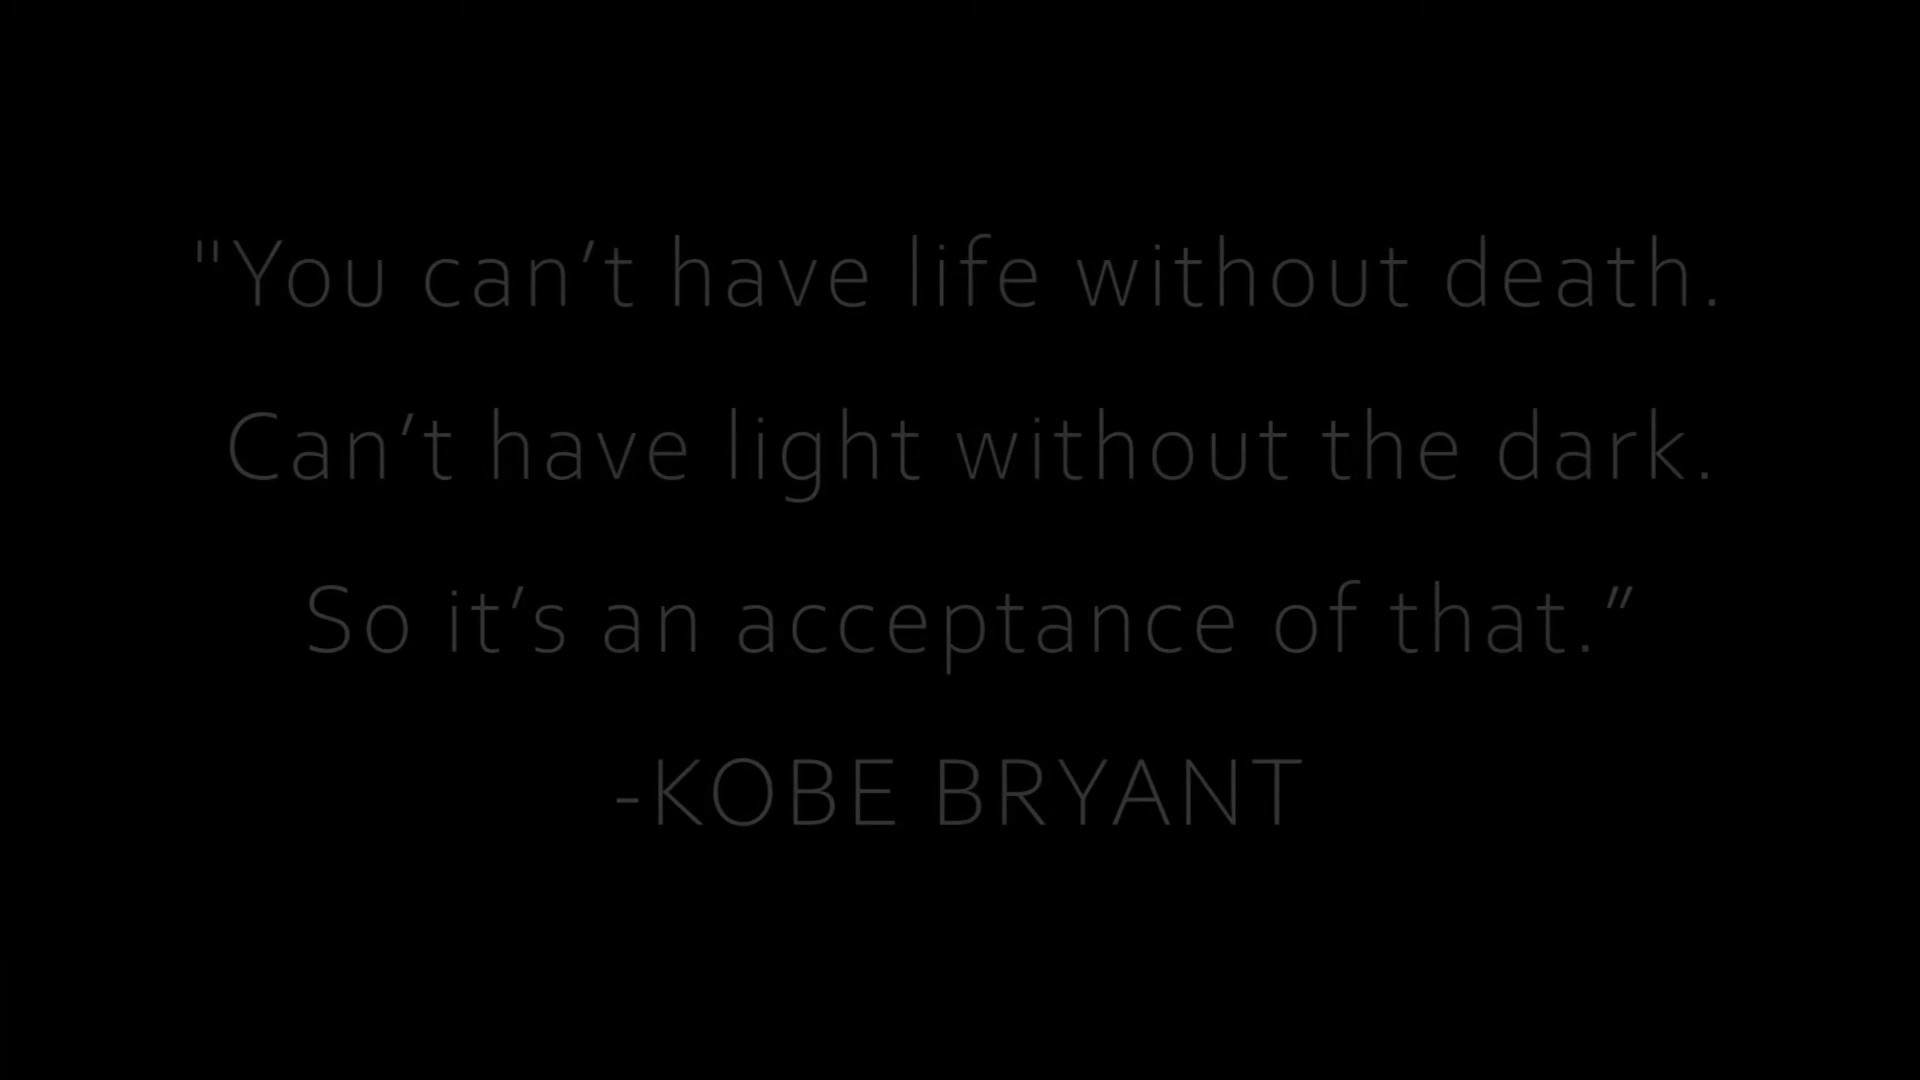 "You can’t have life without death.
Can’t have light without the dark.
So it’s an acceptance of that.”
-KOBE BRYANT